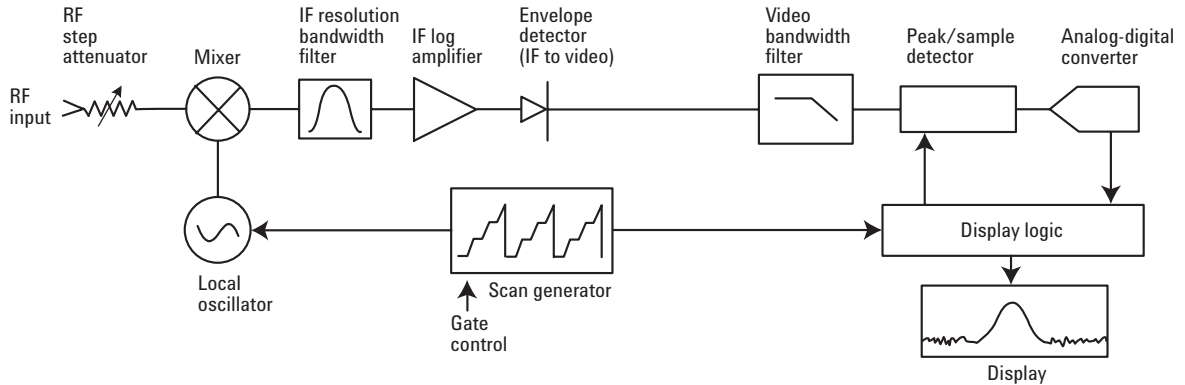 RF
step
attenuator
Mixer
IF resolution
bandwidth
filter
IF log
amplifier
Envelope
detector
(IF to video)
Video
bandwidth
filter
Peak/sample
detector
Analog-digital
converter
RF
input
Local
oscillator
Scan generator
Gate
control
Display logic
Display